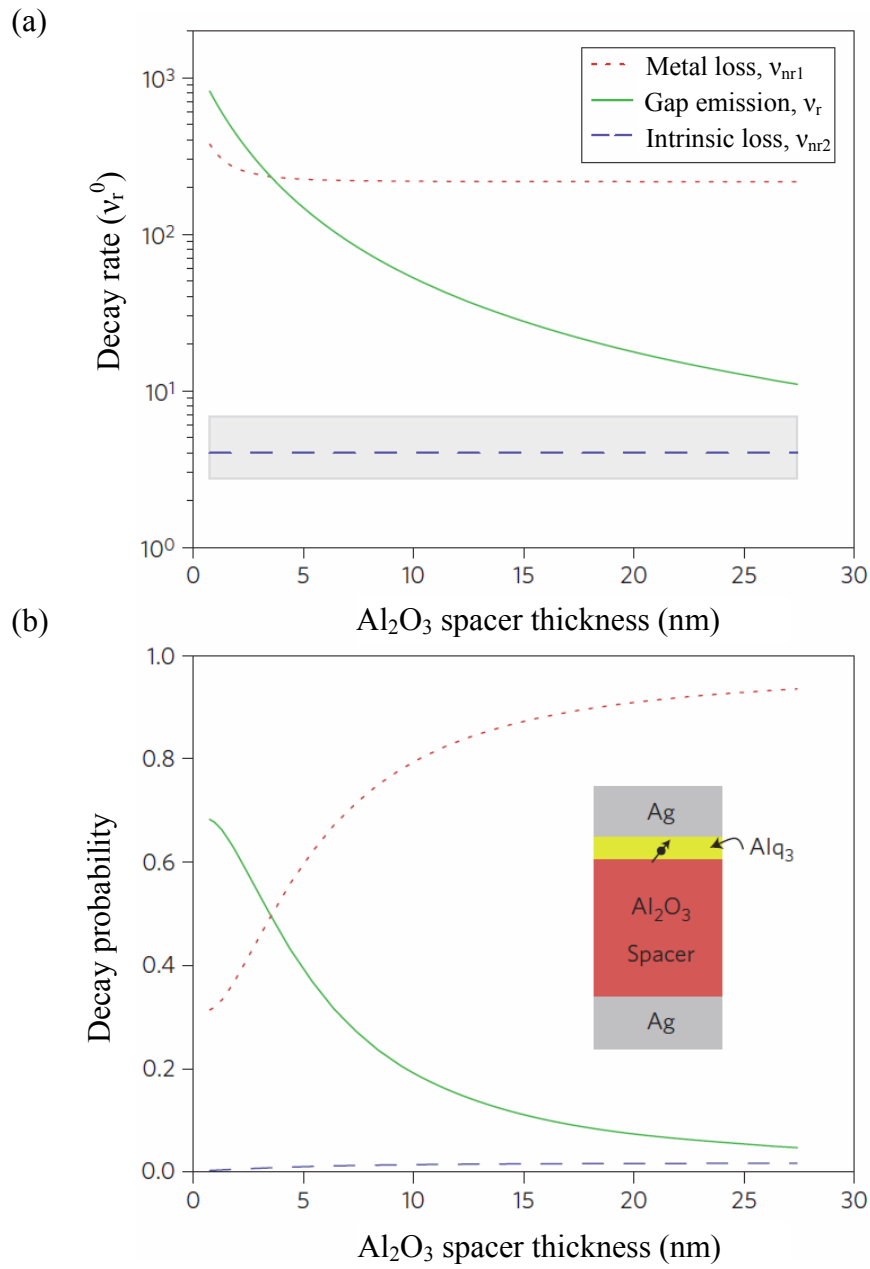 (a)
10³
10²
10¹
10⁰
Decay rate (νᵣ⁰)
Metal loss, νₙᵣ₁
Gap emission, νᵣ
Intrinsic loss, νₙᵣ₂
0 5 10 15 20 25 30
Al₂O₃ spacer thickness (nm)
(b)
1.0
0.8
0.6
0.4
0.2
0.0
Decay probability
Ag
Alq₃
Al₂O₃
Spacer
Ag
0 5 10 15 20 25 30
Al₂O₃ spacer thickness (nm)